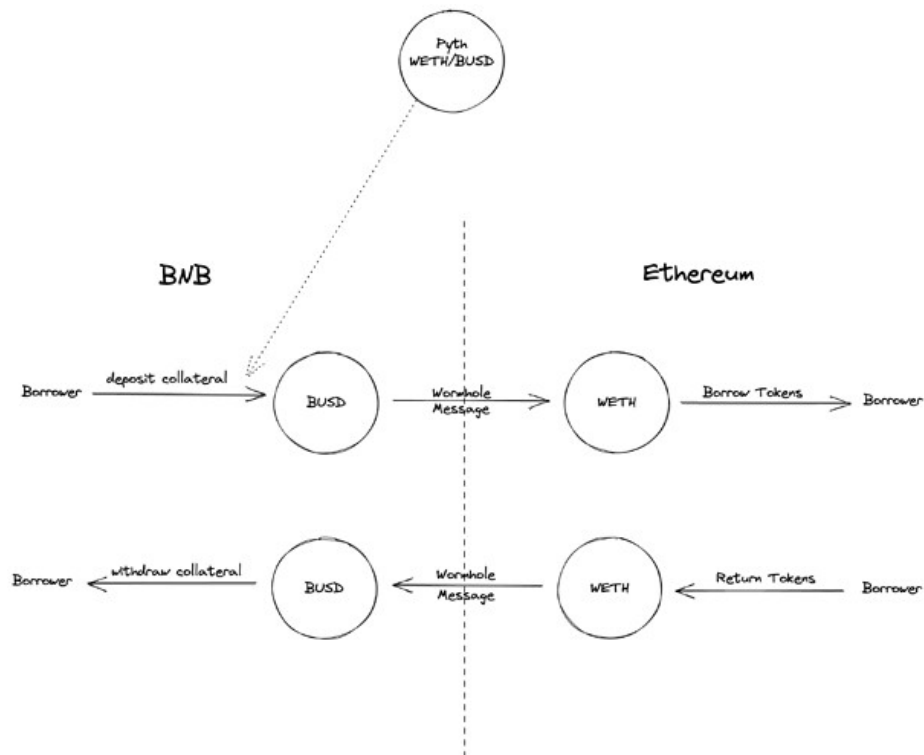 Pyth
WETH/BUSD
BNB
Ethereum
Borrower
deposit collateral
BUSD
Wormhole
Message
WETH
Borrow Tokens
Borrower
Borrower
withdraw collateral
BUSD
Wormhole
Message
WETH
Return Tokens
Borrower